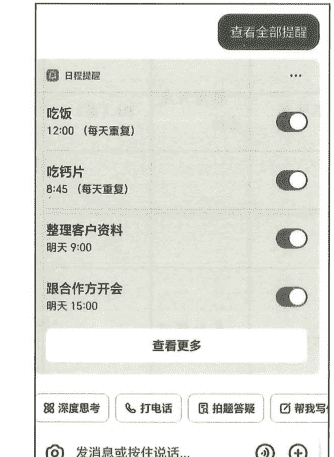 查看全部提醒
日程提醒
吃饭
12:00 （每天重复）
吃钙片
8:45 （每天重复）
整理客户资料
明天 9:00
跟合作方开会
明天 15:00
查看更多
深度思考 打电话 拍题答疑 帮我写
发消息或按住说话...